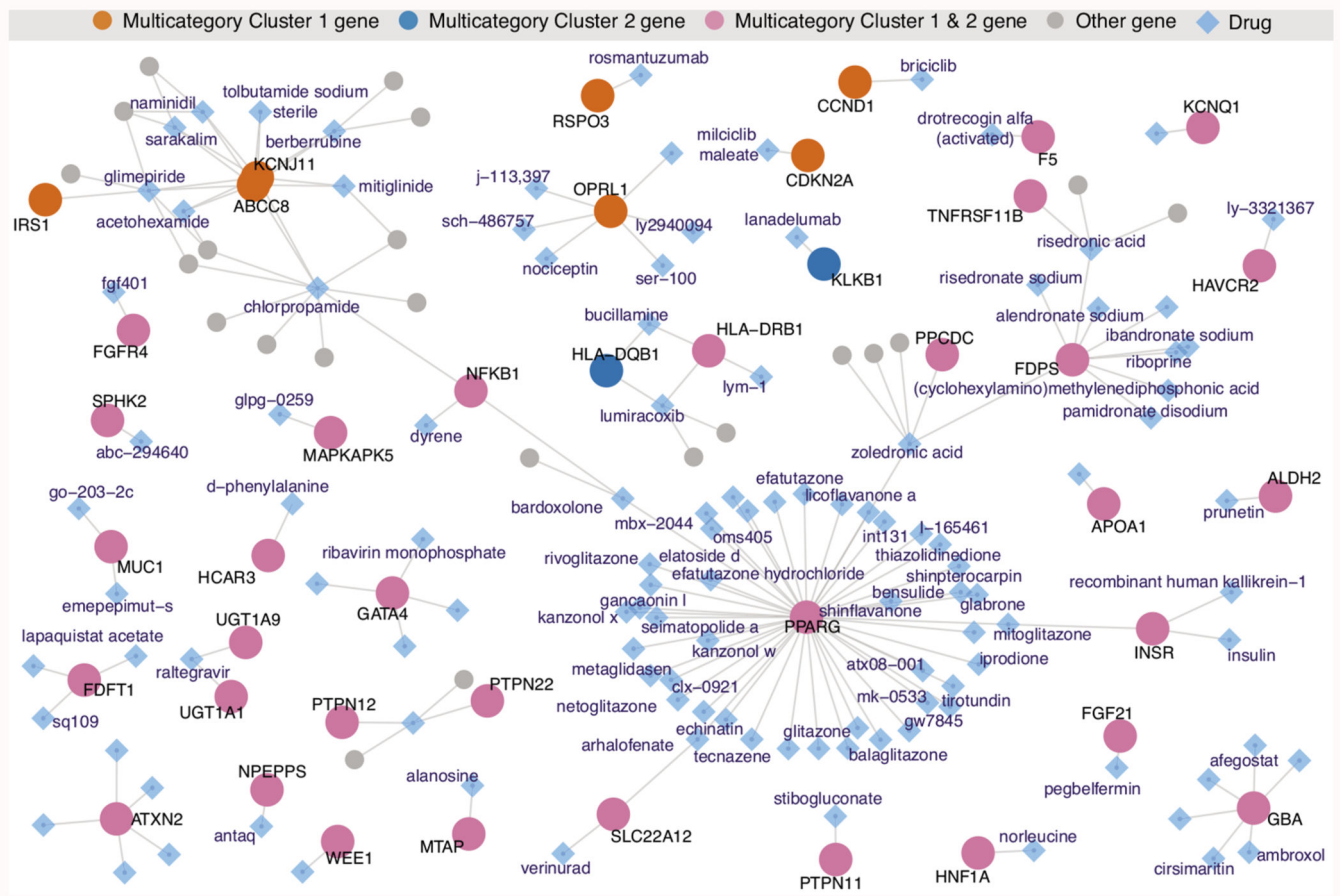 Multicategory Cluster 1 gene Multicategory Cluster 2 gene Multicategory Cluster 1 & 2 gene Other gene Drug
rosmantuzumab
RSPO3
briciclib
CCND1
KCNQ1
naminidil
tolbutamide sodium
sterile
sarakalim
berberrubine
drotrecogin alfa
(activated)
F5
milciclib
maleate
CDKN2A
KCNJ11
glimepiride
mitiglinide
ABCC8
IRS1
acetohexamide
j-113,397
OPRL1
sch-486757
ly2940094
nociceptin
ser-100
lanadelumab
KLKB1
TNFRSF11B
risedronic acid
ly-3321367
HAVCR2
fgf401
FGFR4
chlorpropamide
risedronate sodium
alendronate sodium
ibandronate sodium
riboprine
FDPS
(cyclohexylamino)methylenediphosphonic acid
pamidronate disodium
bucillamine
HLA-DQB1
HLA-DRB1
lym-1
lumiracoxib
PPCDC
zoledronic acid
NFKB1
dyrene
SPHK2
abc-294640
glpg-0259
MAPKAPK5
go-203-2c
MUC1
emepepimut-s
d-phenylalanine
HCAR3
ribavirin monophosphate
GATA4
bardoxolone
efatutazone
licoflavanone a
mbx-2044
oms405
int131
l-165461
thiazolidinedione
rivoglitazone
elatoside d
efatutazone hydrochloride
shinpterocarpin
bensulide
glabrone
gancaonin l
kanzonol x
shinflavanone
seimatopolide a
PPARG
mitoglitazone
kanzonol w
iprodione
metaglidasen
atx08-001
clx-0921
mk-0533
tirotundin
netoglitazone
gw7845
echinatin
glitazone
arhalofenate
tecnazene
balaglitazone
APOA1
ALDH2
prunetin
recombinant human kallikrein-1
INSR
insulin
lapaquistat acetate
FDFT1
sq109
UGT1A9
raltegravir
UGT1A1
PTPN12
PTPN22
FGF21
pegbelfermin
afegostat
GBA
cirsimaritin
ambroxol
ATXN2
NPEPPS
antaq
WEE1
alanosine
MTAP
SLC22A12
verinurad
stibogluconate
PTPN11
norleucine
HNF1A